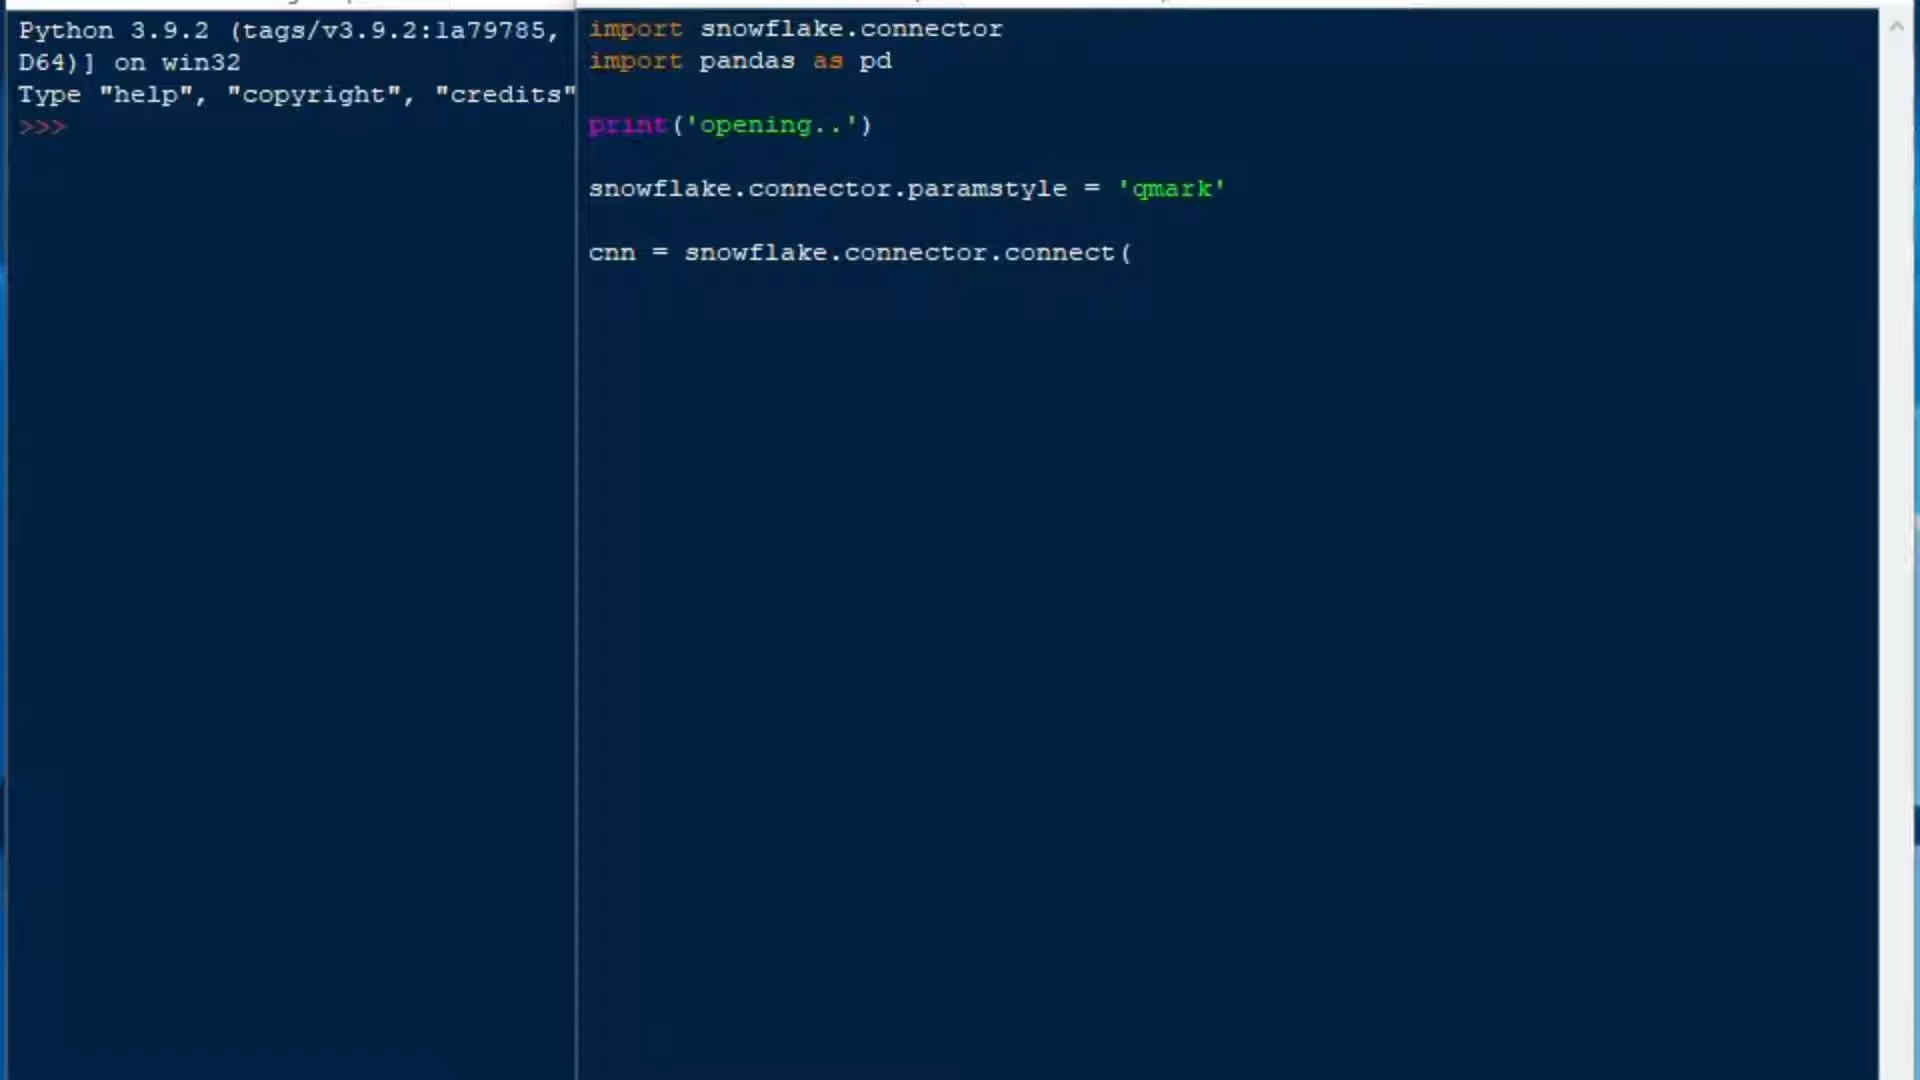 Python 3.9.2 (tags/v3.9.2:1a79785,
D64)] on win32
Type "help", "copyright", "credits"
>>>
import snowflake.connector
import pandas as pd
print('opening..')
snowflake.connector.paramstyle = 'qmark'
cnn = snowflake.connector.connect(